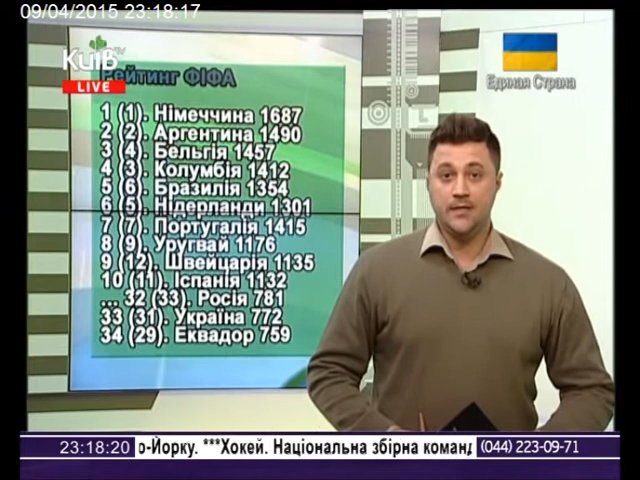 09/04/2015 23:18:17
КиЇВ TV
LIVE
Єдиная Страна
Рейтинг ФІФА
1 (1). Німеччина 1687
2 (2). Аргентина 1490
3 (4). Бельгія 1457
4 (3). Колумбія 1412
5 (6). Бразилія 1354
6 (5). Нідерланди 1301
7 (7). Португалія 1415
8 (9). Уругвай 1176
9 (12). Швейцарія 1135
10 (11). Іспанія 1132
... 32 (33). Росія 781
33 (31). Україна 772
34 (29). Еквадор 759
23:18:20 о-Йорку. ***Хокей. Національна збірна команд (044) 223-09-71